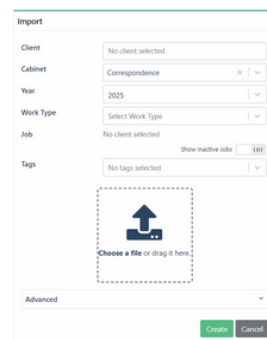 Import
Client
No client selected
Cabinet
Correspondence
Year
2025
Work Type
Select Work Type
Job
No client selected
Show Inactive Jobs OFF
Tags
No tags selected
Choose a file or drag it here.
Advanced
Create Cancel